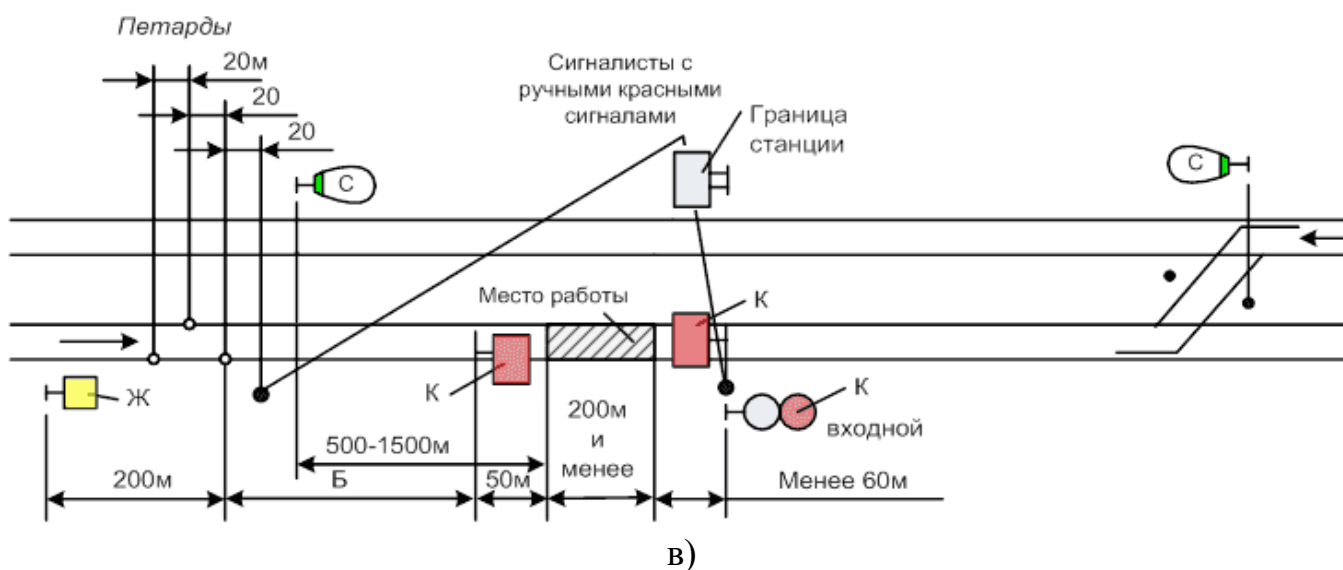 Петарды
20м
20
20
Сигналисты с
ручными красными
сигналами
Граница
станции
С
С
Место работы
К
К
Ж
К
входной
200м
и
менее
500-1500м
200м
Б
50м
Менее 60м
в)